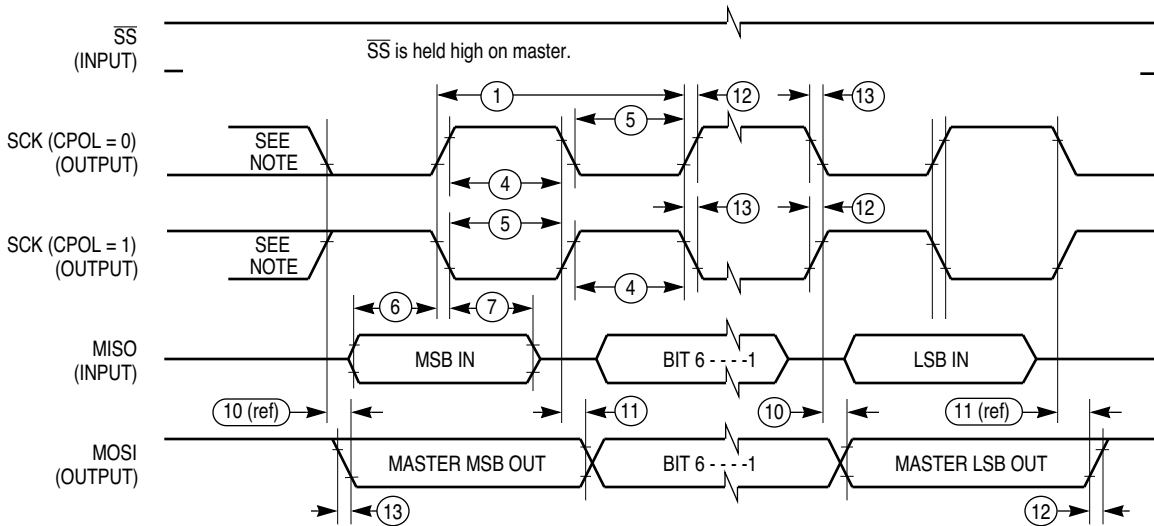 SS
(INPUT)
SS is held high on master.
1
12
13
5
SCK (CPOL = 0)
(OUTPUT)
SEE
NOTE
4
5
13
12
SCK (CPOL = 1)
(OUTPUT)
SEE
NOTE
4
6
7
MISO
(INPUT)
MSB IN
BIT 6 - - - -1
LSB IN
10 (ref)
11
10
11 (ref)
MOSI
(OUTPUT)
MASTER MSB OUT
BIT 6 - - - -1
MASTER LSB OUT
13
12